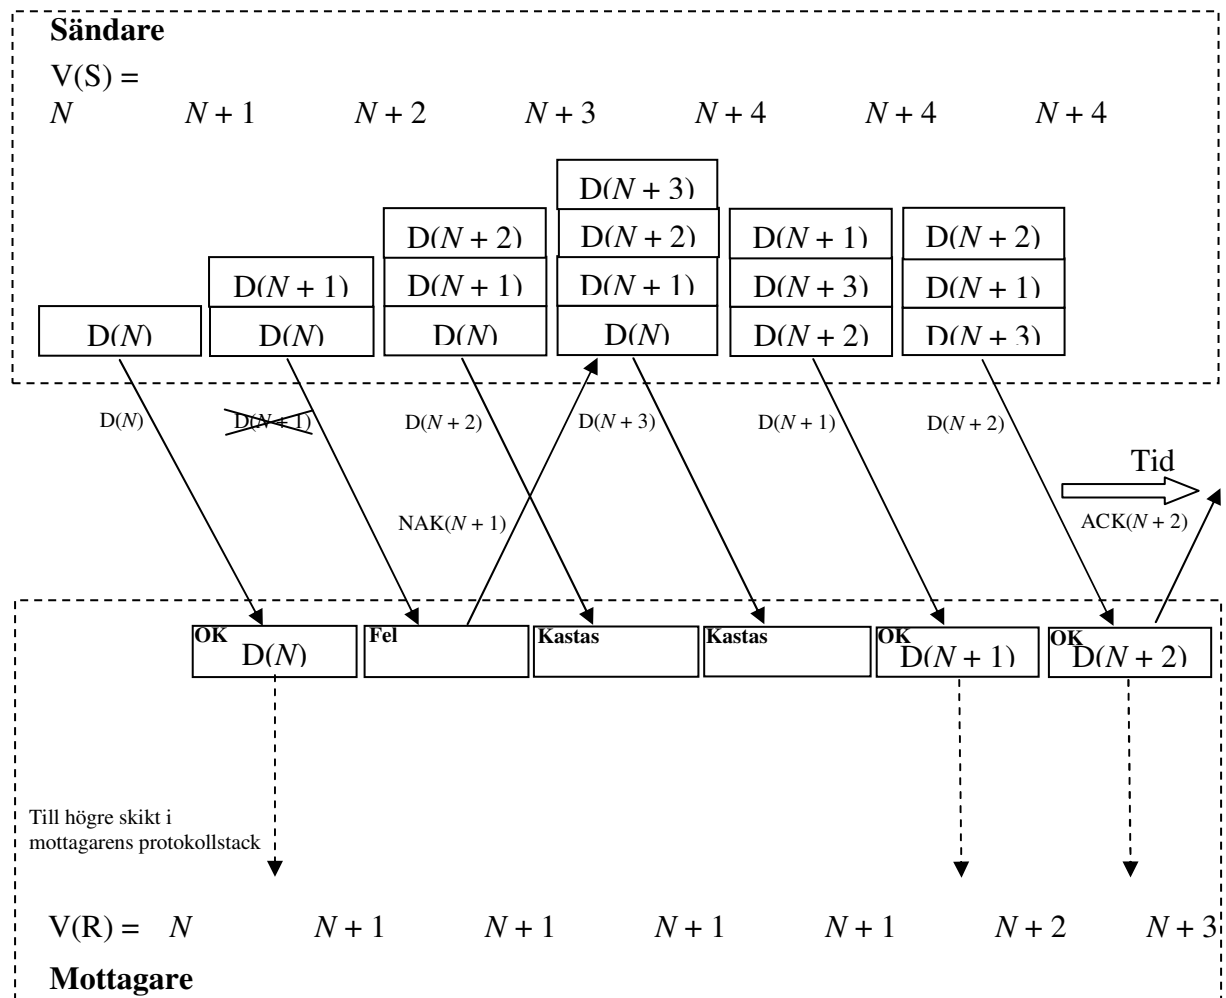 Sändare
V(S) =
N N + 1 N + 2 N + 3 N + 4 N + 4 N + 4
D(N + 3)
D(N + 2) D(N + 2) D(N + 1) D(N + 2)
D(N + 1) D(N + 1) D(N + 1) D(N + 3) D(N + 1)
D(N) D(N) D(N) D(N) D(N + 2) D(N + 3)
D(N) D(N + 1) D(N + 2) D(N + 3) D(N + 1) D(N + 2)
Tid
NAK(N + 1) ACK(N + 2)
OK Fel Kastas Kastas OK OK
D(N) D(N + 1) D(N + 2)
Till högre skikt i
mottagarens protokollstack
V(R) = N N + 1 N + 1 N + 1 N + 1 N + 2 N + 3
Mottagare